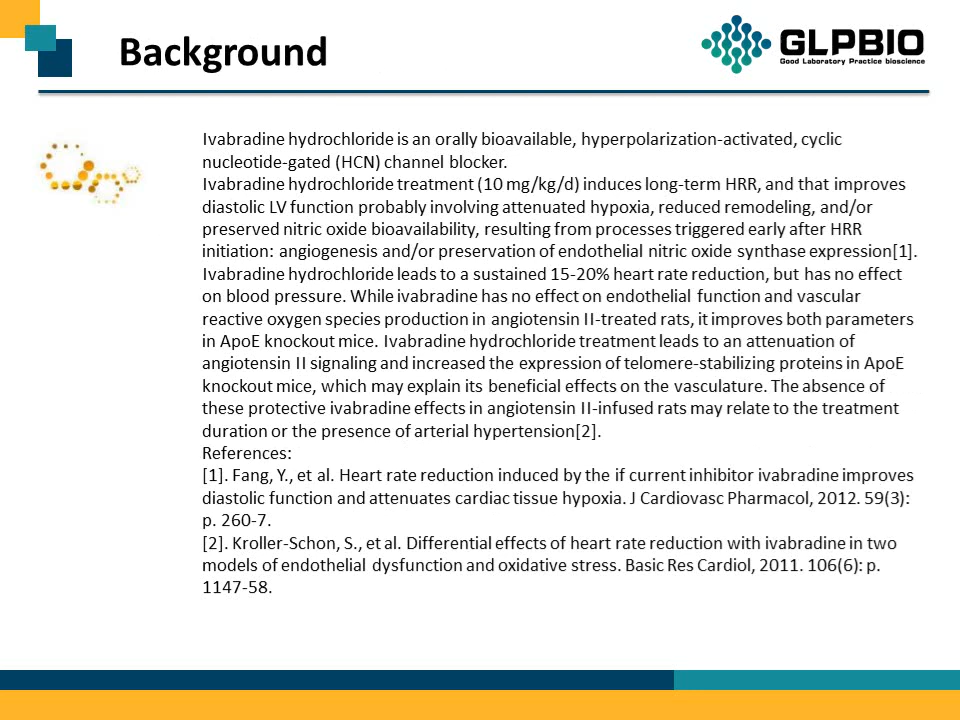 Background
GLPBIO
Good Laboratory Practice bioscience
Ivabradine hydrochloride is an orally bioavailable, hyperpolarization-activated, cyclic
nucleotide-gated (HCN) channel blocker.
Ivabradine hydrochloride treatment (10 mg/kg/d) induces long-term HRR, and that improves
diastolic LV function probably involving attenuated hypoxia, reduced remodeling, and/or
preserved nitric oxide bioavailability, resulting from processes triggered early after HRR
initiation: angiogenesis and/or preservation of endothelial nitric oxide synthase expression[1].
Ivabradine hydrochloride leads to a sustained 15-20% heart rate reduction, but has no effect
on blood pressure. While ivabradine has no effect on endothelial function and vascular
reactive oxygen species production in angiotensin II-treated rats, it improves both parameters
in ApoE knockout mice. Ivabradine hydrochloride treatment leads to an attenuation of
angiotensin II signaling and increased the expression of telomere-stabilizing proteins in ApoE
knockout mice, which may explain its beneficial effects on the vasculature. The absence of
these protective ivabradine effects in angiotensin II-infused rats may relate to the treatment
duration or the presence of arterial hypertension[2].
References:
[1]. Fang, Y., et al. Heart rate reduction induced by the if current inhibitor ivabradine improves
diastolic function and attenuates cardiac tissue hypoxia. J Cardiovasc Pharmacol, 2012. 59(3):
p. 260-7.
[2]. Kroller-Schon, S., et al. Differential effects of heart rate reduction with ivabradine in two
models of endothelial dysfunction and oxidative stress. Basic Res Cardiol, 2011. 106(6): p.
1147-58.